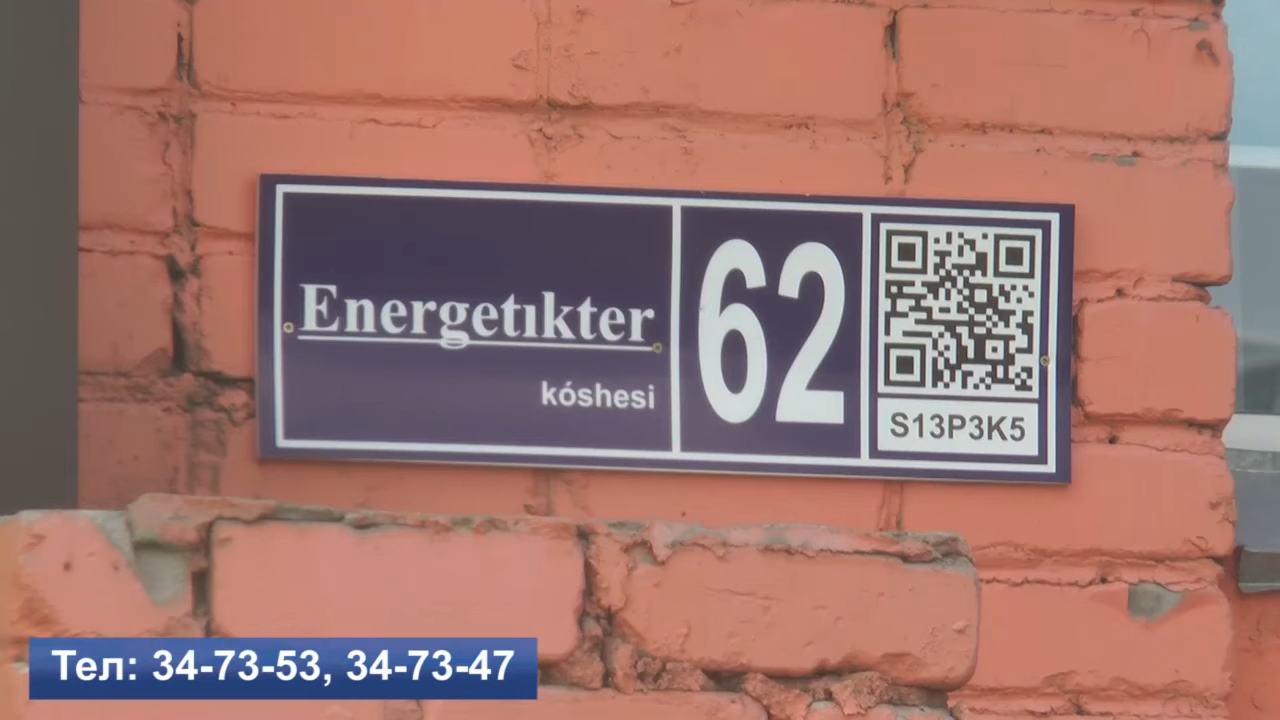 Energetıkter
kóshesi
62
S13P3K5
Тел: 34-73-53, 34-73-47